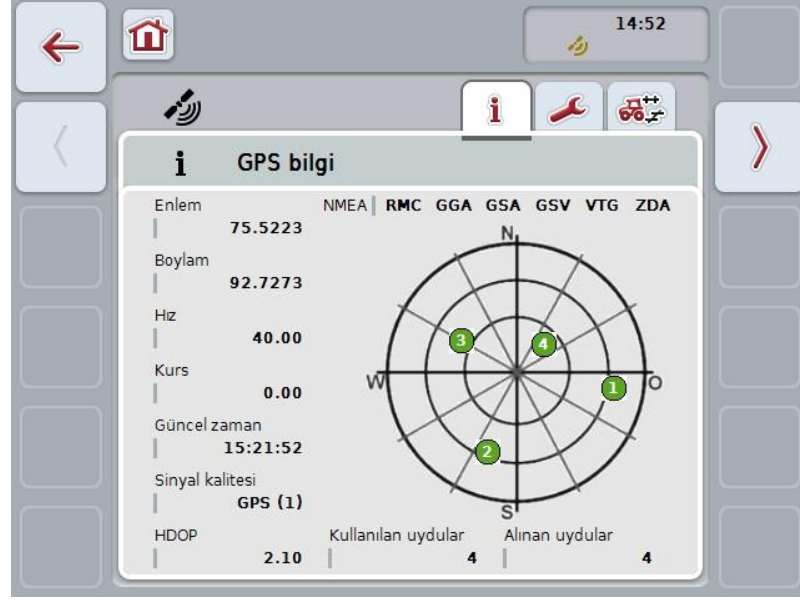 14:52
i
i GPS bilgi
Enlem
75.5223
Boylam
92.7273
Hız
40.00
Kurs
0.00
Güncel zaman
15:21:52
Sinyal kalitesi
GPS (1)
HDOP
2.10
NMEA RMC GGA GSA GSV VTG ZDA
N
3
4
W
O
1
2
S
Kullanılan uydular
4
Alınan uydular
4